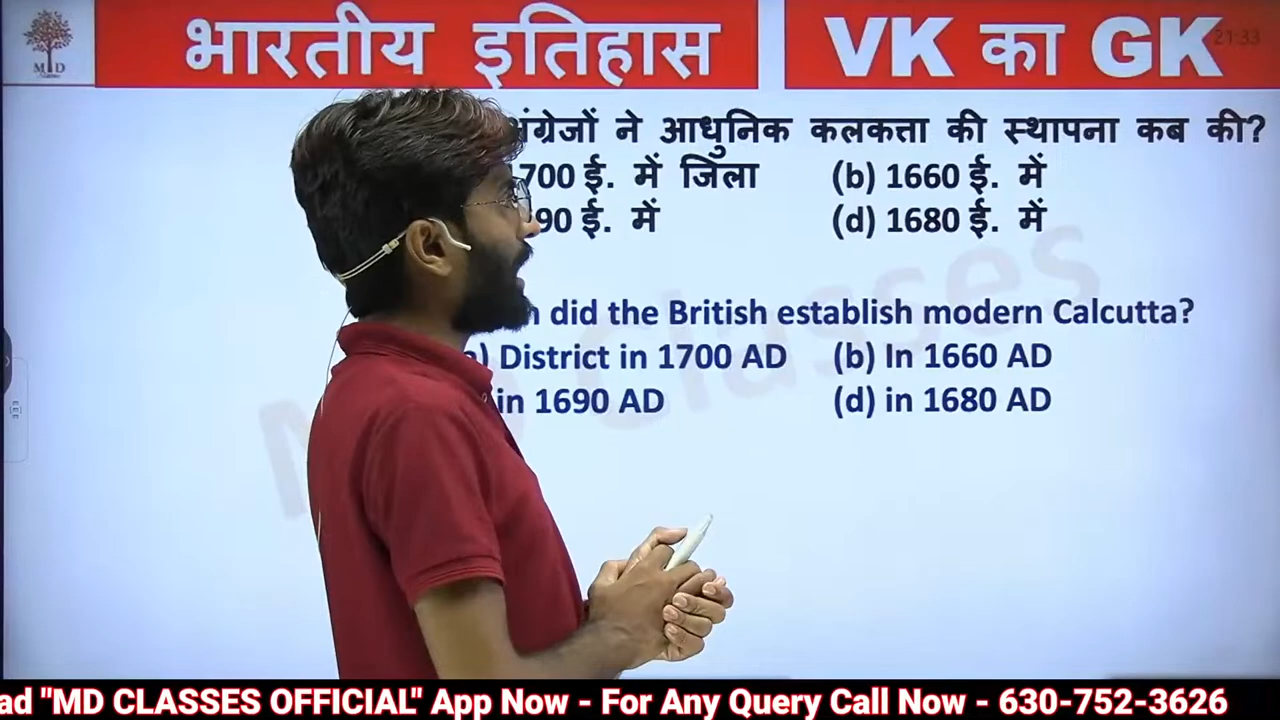 भारतीय इतिहास
VK का GK
21:33
MD
अंग्रेजों ने आधुनिक कलकत्ता की स्थापना कब की?
1700 ई. में जिला (b) 1660 ई. में
90 ई. में (d) 1680 ई. में
did the British establish modern Calcutta?
District in 1700 AD (b) In 1660 AD
in 1690 AD (d) in 1680 AD
Classes
ad "MD CLASSES OFFICIAL" App Now - For Any Query Call Now - 630-752-3626